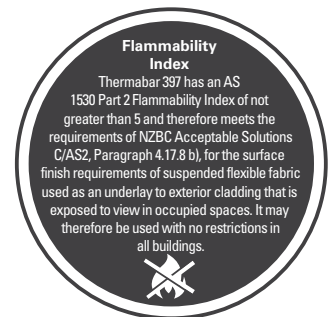 Flammability
Index
Thermabar 397 has an AS
1530 Part 2 Flammability Index of not
greater than 5 and therefore meets the
requirements of NZBC Acceptable Solutions
C/AS2, Paragraph 4.17.8 b), for the surface
finish requirements of suspended flexible fabric
used as an underlay to exterior cladding that is
exposed to view in occupied spaces. It may
therefore be used with no restrictions in
all buildings.